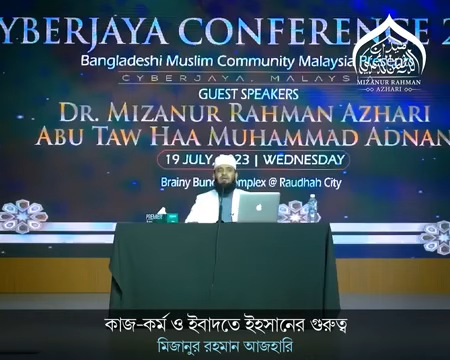 CYBERJAYA CONFERENCE 2
Bangladeshi Muslim Community Malaysia Presents
CYBERJAYA, MALAYS
GUEST SPEAKERS
DR. MIZANUR RAHMAN AZHARI
ABU TAW HAA MUHAMMAD ADNAN
19 JULY, 2023 | WEDNESDAY
Brainy Bunch Complex @ Raudhah City
MIZANUR RAHMAN
AZHARI
কাজ-কর্ম ও ইবাদতে ইহসানের গুরুত্ব
মিজানুর রহমান আজহারি